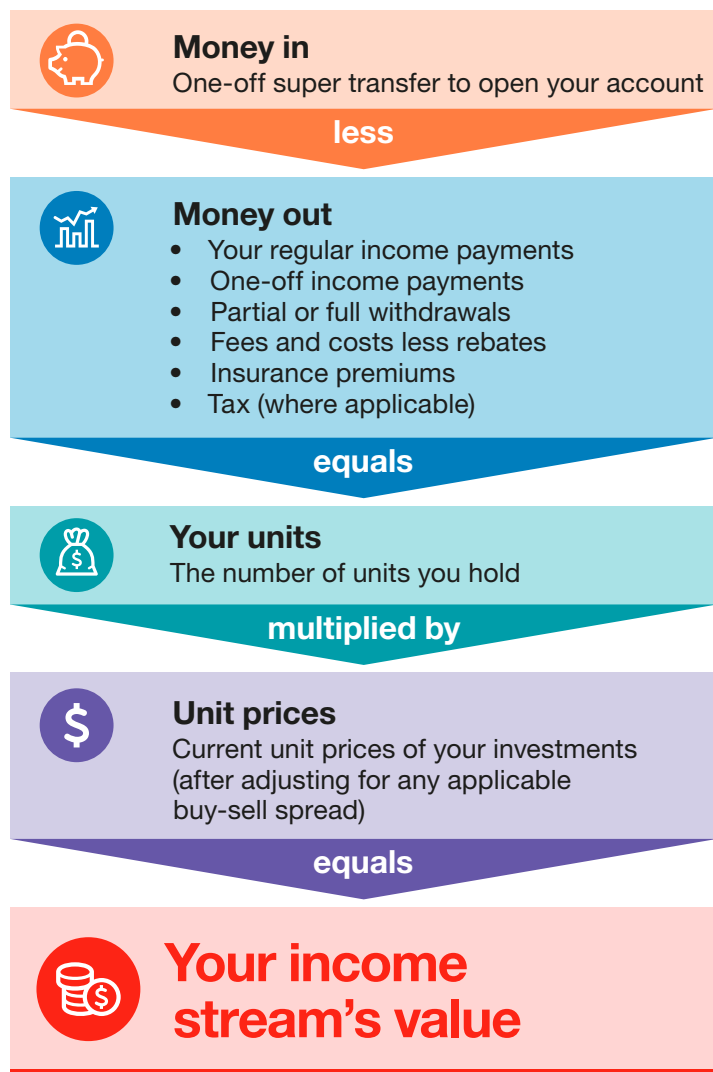 Money in
One-off super transfer to open your account
less
Money out
• Your regular income payments
• One-off income payments
• Partial or full withdrawals
• Fees and costs less rebates
• Insurance premiums
• Tax (where applicable)
equals
$
Your units
The number of units you hold
multiplied by
$
Unit prices
Current unit prices of your investments
(after adjusting for any applicable
buy-sell spread)
equals
$
Your income
stream's value